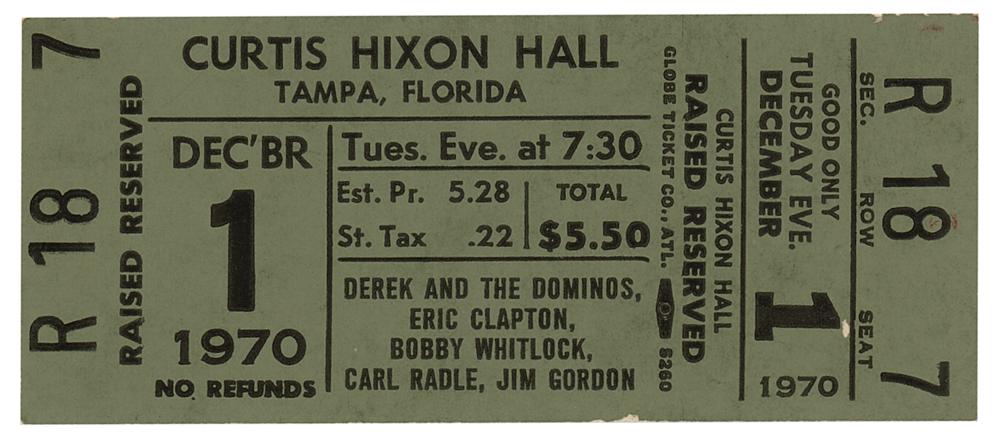 R 18 7
RAISED RESERVED
CURTIS HIXON HALL
TAMPA, FLORIDA
DEC'BR
1
1970
NO REFUNDS
Tues. Eve. at 7:30
Est. Pr. 5.28
St. Tax .22
TOTAL
$5.50
DEREK AND THE DOMINOS,
ERIC CLAPTON,
BOBBY WHITLOCK,
CARL RADLE, JIM GORDON
GLOBE TICKET CO., ATL. 5260
RAISED RESERVED
CURTIS HIXON HALL
DECEMBER 1
TUESDAY EVE.
GOOD ONLY
1970
SEC. ROW SEAT
R 18 7